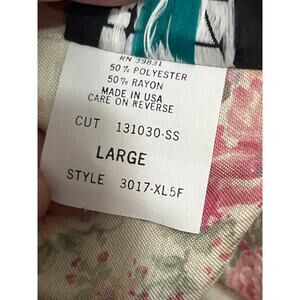 RN 39831
50% POLYESTER
50% RAYON
MADE IN USA
CARE ON REVERSE
CUT 131030-SS
LARGE
STYLE 3017-XL5F